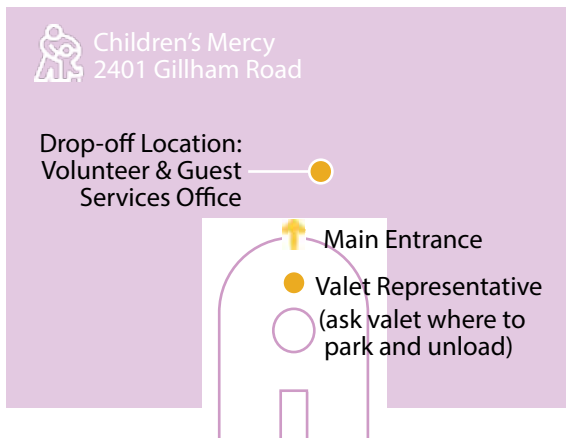 Children's Mercy
2401 Gillham Road
Drop-off Location:
Volunteer & Guest
Services Office
Main Entrance
Valet Representative
(ask valet where to
park and unload)